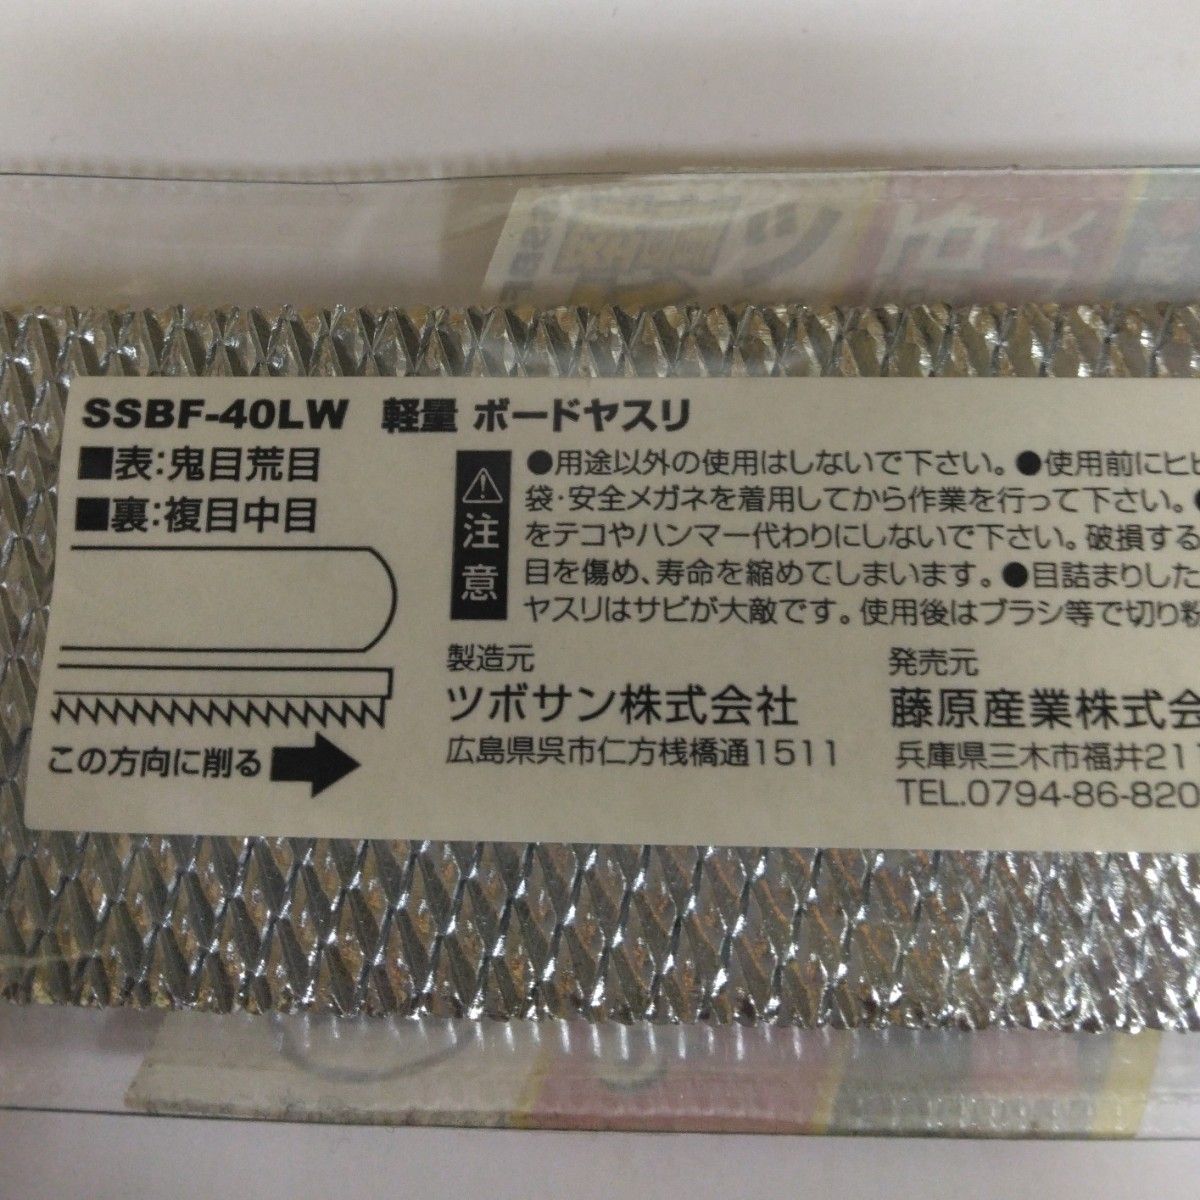 SSBF-40LW 軽量 ボードヤスリ
■表:鬼目荒目
■裏:複目中目
この方向に削る
⚠注意
●用途以外の使用はしないで下さい。●使用前にヒビ
袋・安全メガネを着用してから作業を行って下さい。
をテコやハンマー代わりにしないで下さい。破損する
目を傷め、寿命を縮めてしまいます。●目詰まりした
ヤスリはサビが大敵です。使用後はブラシ等で切り粉
製造元
ツボサン株式会社
広島県呉市仁方桟橋通1511
発売元
藤原産業株式会
兵庫県三木市福井211
TEL.0794-86-820